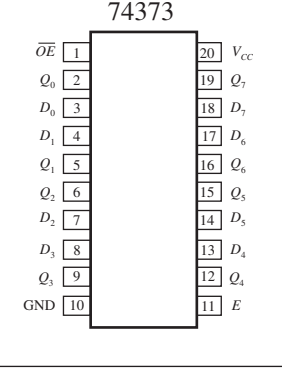 74373
OE 1 20 V_CC
Q₀ 2 19 Q₇
D₀ 3 18 D₇
D₁ 4 17 D₆
Q₁ 5 16 Q₆
Q₂ 6 15 Q₅
D₂ 7 14 D₅
D₃ 8 13 D₄
Q₃ 9 12 Q₄
GND 10 11 E